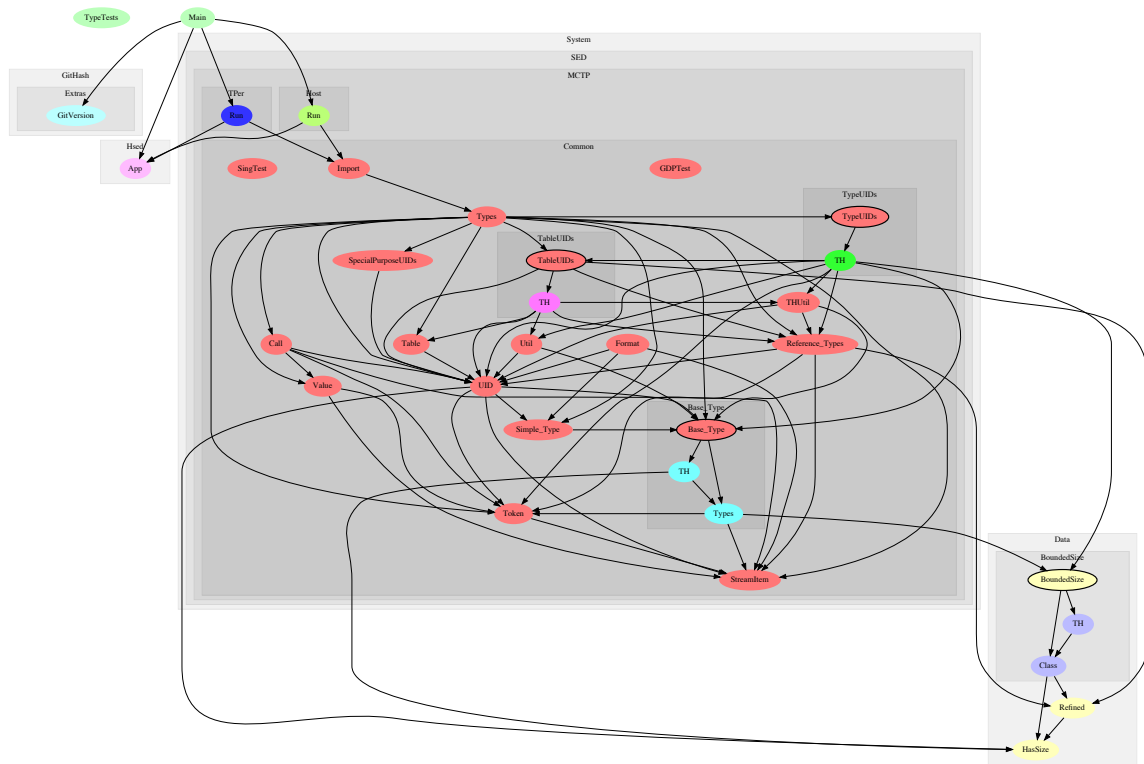 TypeTests
Main
System
SED
GitHash
MCTP
Extras
TPer
Host
GitVersion
Run
Run
Hsed
Common
App
SingTest
Import
GDPTest
TypeUIDs
Types
TypeUIDs
TableUIDs
SpecialPurposeUIDs
TableUIDs
TH
TH
THUtil
Call
Table
Util
Format
Reference_Types
Value
UID
Base_Type
Simple_Type
Base_Type
TH
Token
Types
Data
BoundedSize
StreamItem
BoundedSize
TH
Class
Refined
HasSize